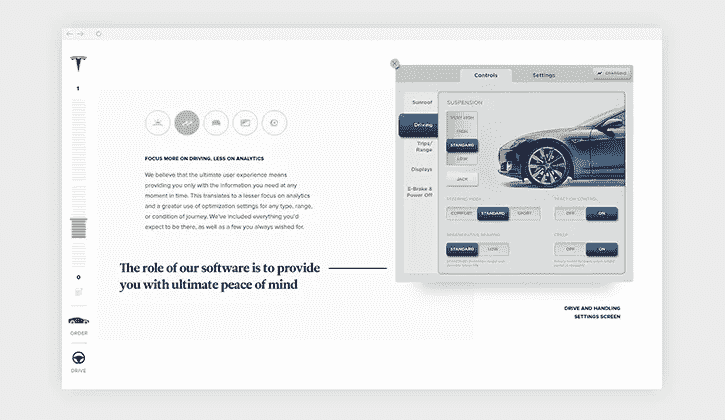 1
0
ORDER
DRIVE
FOCUS MORE ON DRIVING, LESS ON ANALYTICS
We believe that the ultimate user experience means
providing you only with the information you need at any
moment in time. This translates to a lesser focus on analytics
and a greater use of optimization settings for any type, range,
or condition of journey. We've included everything you'd
expect to be there, as well as a few you always wished for.
The role of our software is to provide
you with ultimate peace of mind
Controls
Settings
CHARGING
Sunroof
Driving
Trips/
Range
Displays
E-Brake &
Power Off
SUSPENSION
VERY HIGH
HIGH
STANDARD
LOW
JACK
STEERING MODE
COMFORT STANDARD SPORT
TRACTION CONTROL
OFF ON
REGENERATIVE BRAKING
STANDARD LOW
CREEP
OFF ON
DRIVE AND HANDLING
SETTINGS SCREEN